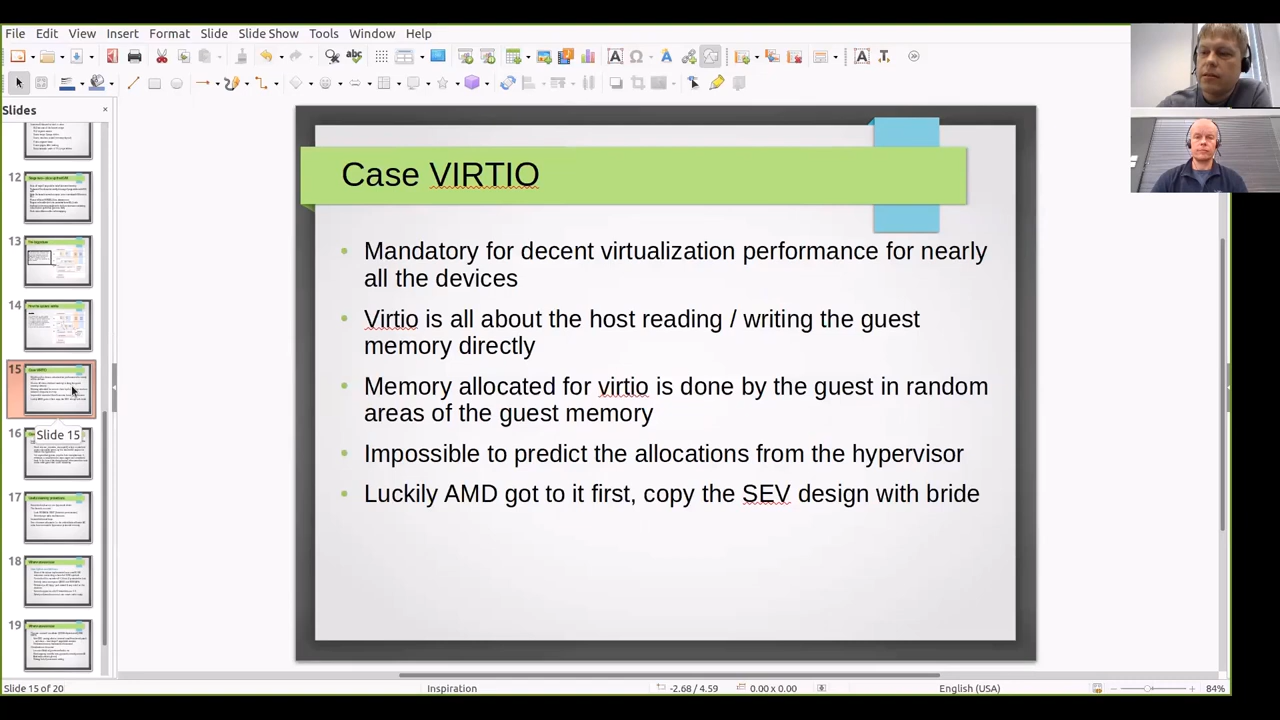 File Edit View Insert Format Slide Slide Show Tools Window Help
Slides
12
13
14
15
16
17
18
19
Slide 15
Case VIRTIO
Mandatory for decent virtualization performance for nearly
all the devices
Virtio is all about the host reading / writing the guest
memory directly
Memory allocated for virtio is done by the guest in random
areas of the guest memory
Impossible to predict the allocations from the hypervisor
Luckily AMD got to it first, copy the SEV design with bride
Slide 15 of 20
Inspiration
-2.68 / 4.59
0.00 x 0.00
English (USA)
84%